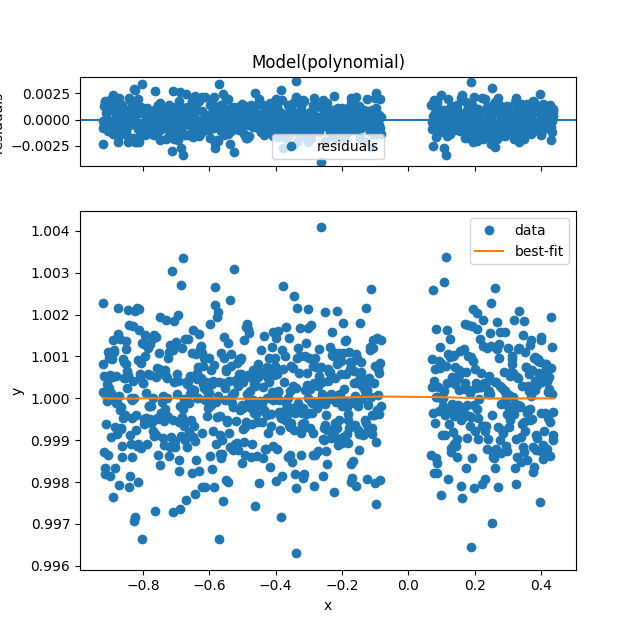 Model(polynomial)
0.0025
0.0000
−0.0025
residuals
1.004
1.003
1.002
1.001
1.000
0.999
0.998
0.997
0.996
y
data
best-fit
−0.8 −0.6 −0.4 −0.2 0.0 0.2 0.4
x